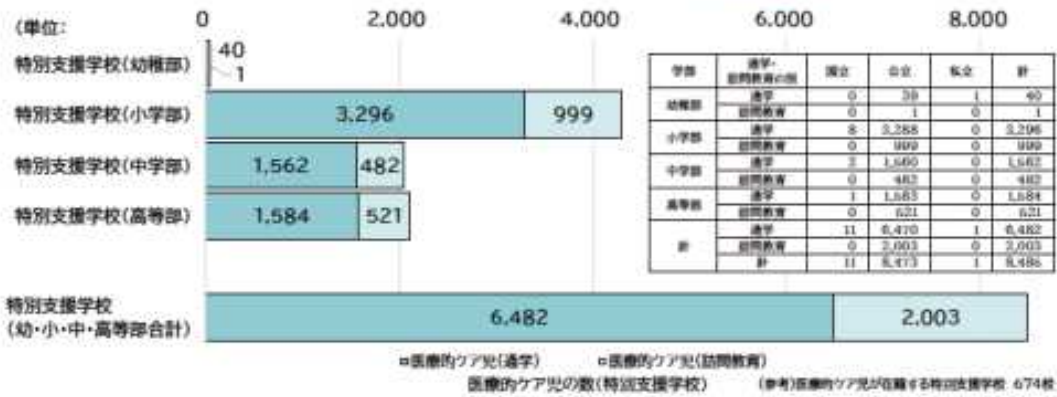 (単位:
0 2,000 4,000 6,000 8,000
特別支援学校(幼稚部) 40
1
特別支援学校(小学部) 3,296 999
特別支援学校(中学部) 1,562 482
特別支援学校(高等部) 1,584 521
特別支援学校
(幼・小・中・高等部合計) 6,482 2,003
学部 通学・訪問教育の別 国立 公立 私立 計
幼稚部 通学 0 39 1 40
訪問教育 0 1 0 1
小学部 通学 8 3,288 0 3,296
訪問教育 0 999 0 999
中学部 通学 2 1,560 0 1,562
訪問教育 0 482 0 482
高等部 通学 1 1,583 0 1,584
訪問教育 0 521 0 521
計 通学 11 6,470 1 6,482
訪問教育 0 2,003 0 2,003
計 11 8,473 1
医療的ケア児(通学) 医療的ケア児(訪問教育)
医療的ケア児の数(特別支援学校) (参考)医療的ケア児が在籍する特別支援学校 674校